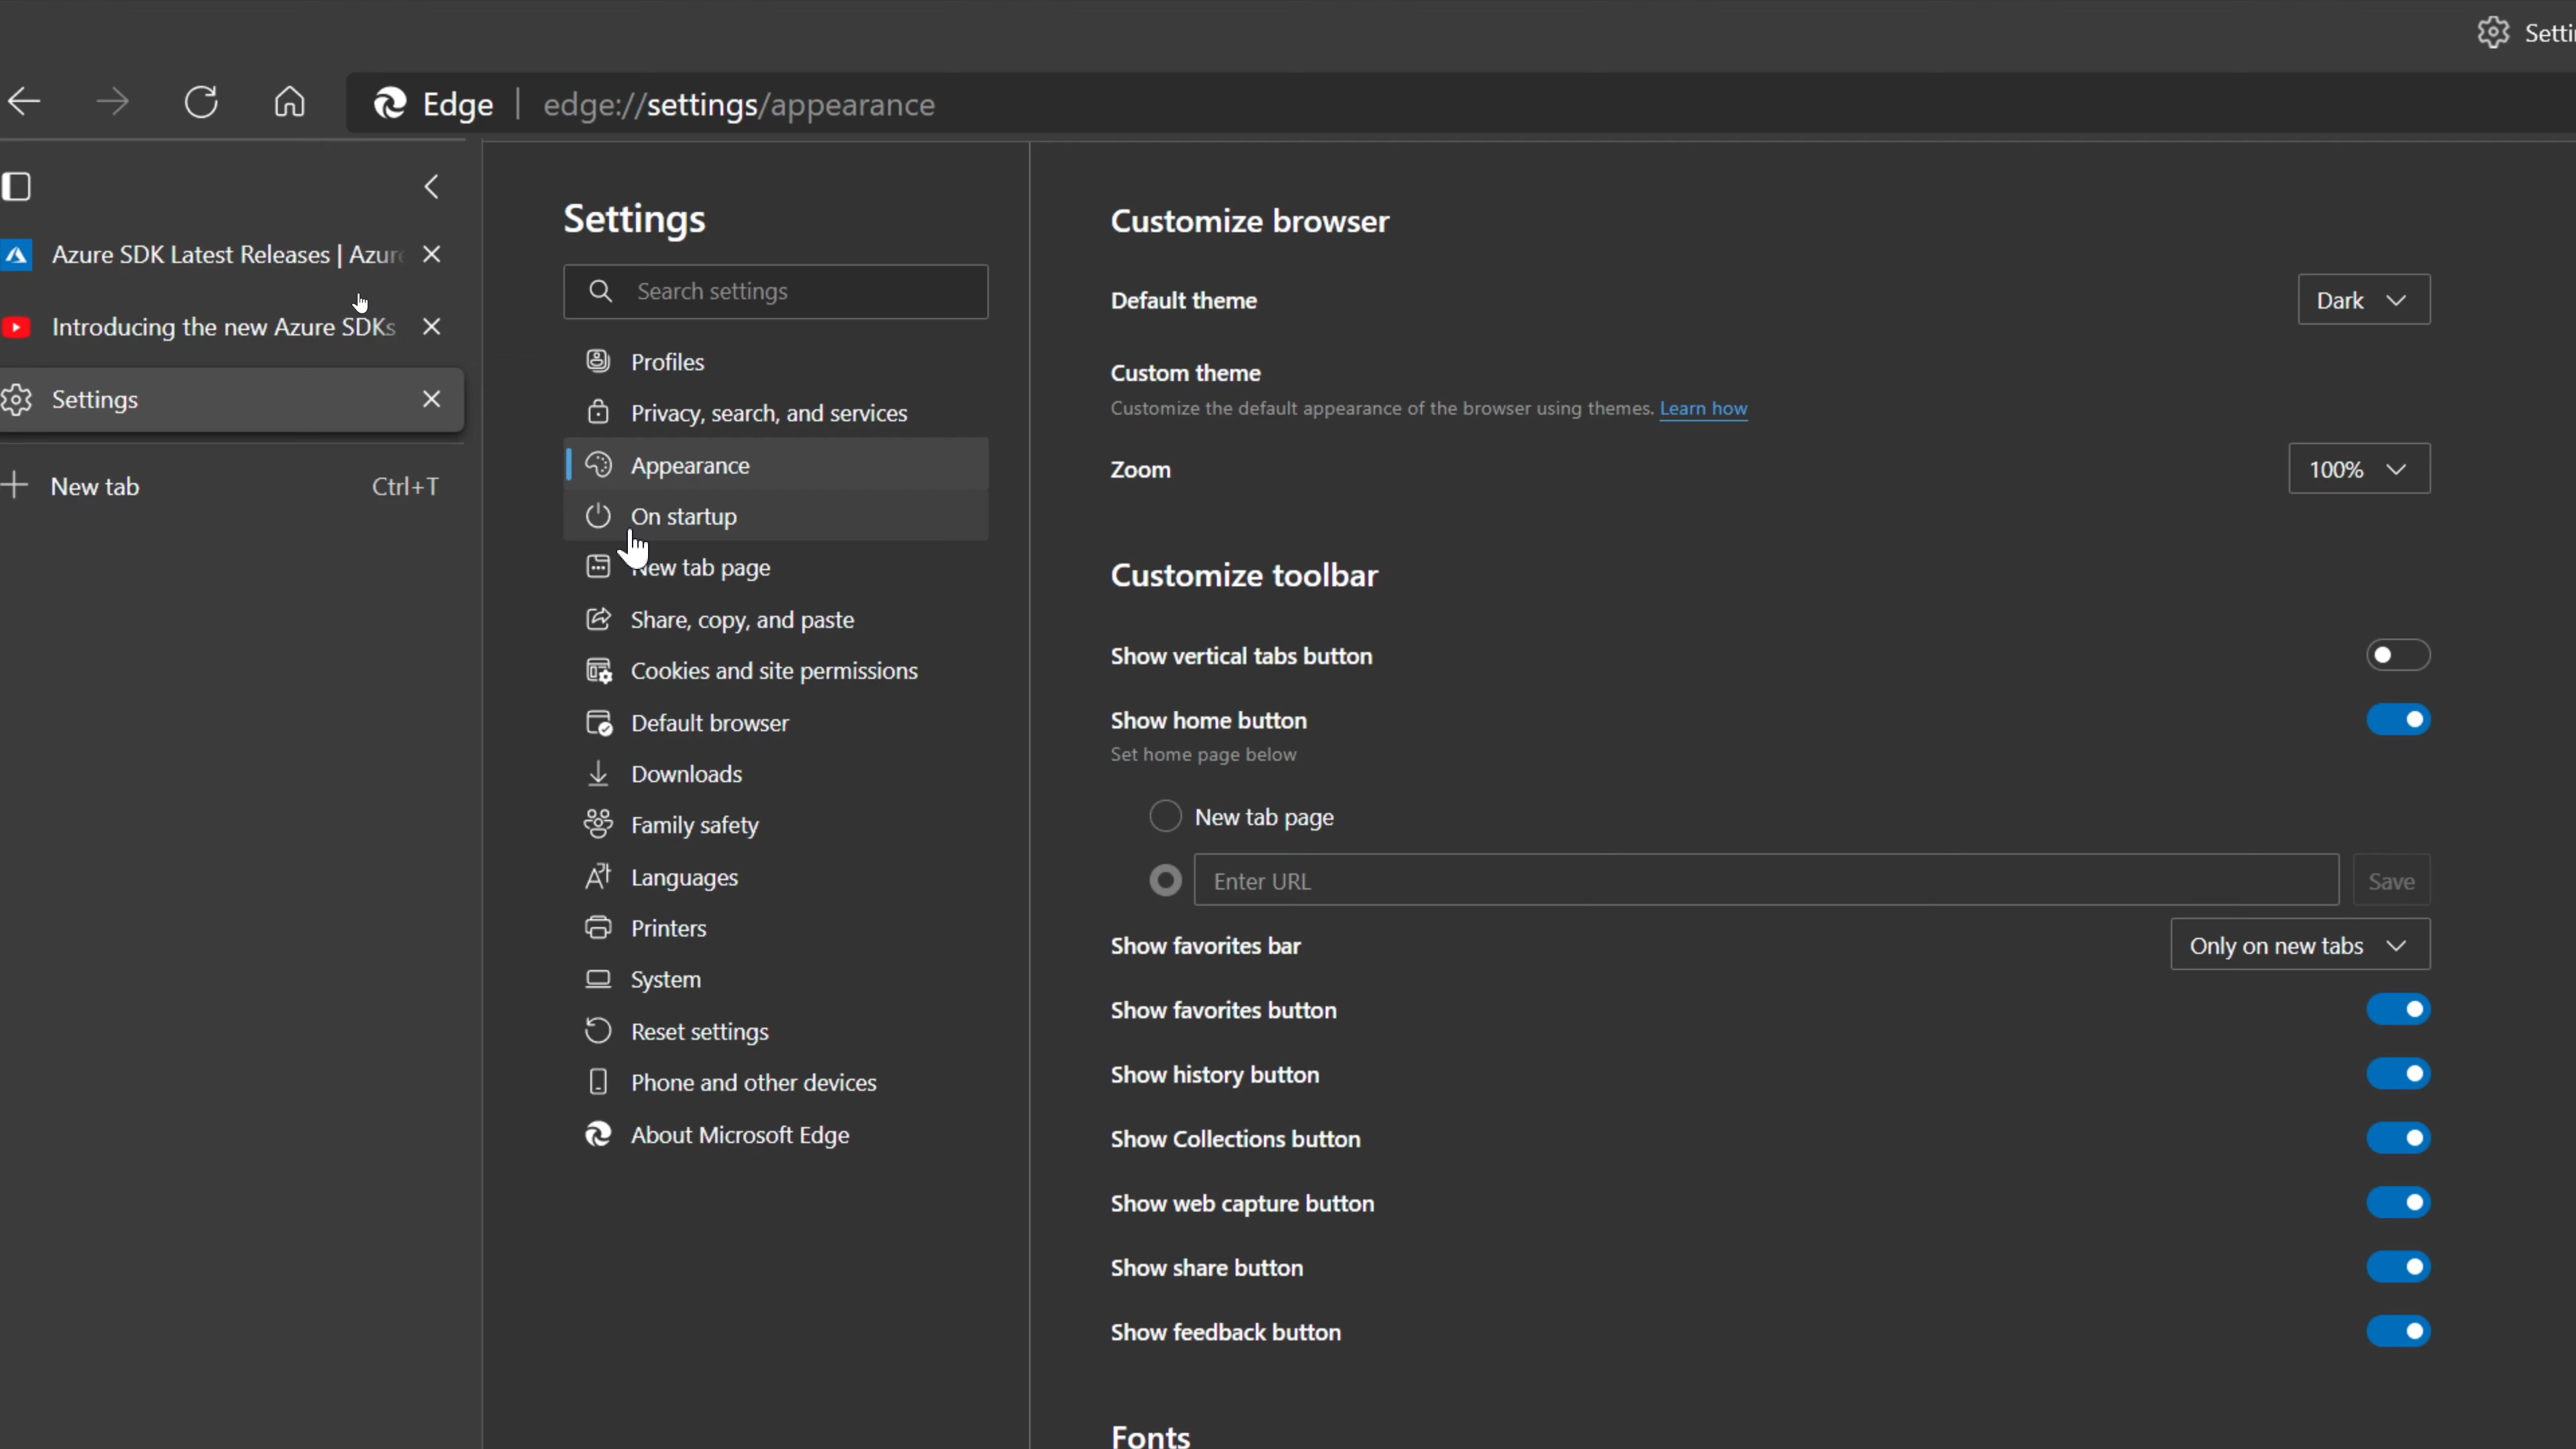 Setti
Edge | edge://settings/appearance
Azure SDK Latest Releases | Azure
Introducing the new Azure SDKs
Settings
New tab Ctrl+T
Settings
Search settings
Profiles
Privacy, search, and services
Appearance
On startup
New tab page
Share, copy, and paste
Cookies and site permissions
Default browser
Downloads
Family safety
Languages
Printers
System
Reset settings
Phone and other devices
About Microsoft Edge
Customize browser
Default theme Dark
Custom theme
Customize the default appearance of the browser using themes. Learn how
Zoom 100%
Customize toolbar
Show vertical tabs button
Show home button
Set home page below
New tab page
Enter URL Save
Show favorites bar Only on new tabs
Show favorites button
Show history button
Show Collections button
Show web capture button
Show share button
Show feedback button
Fonts